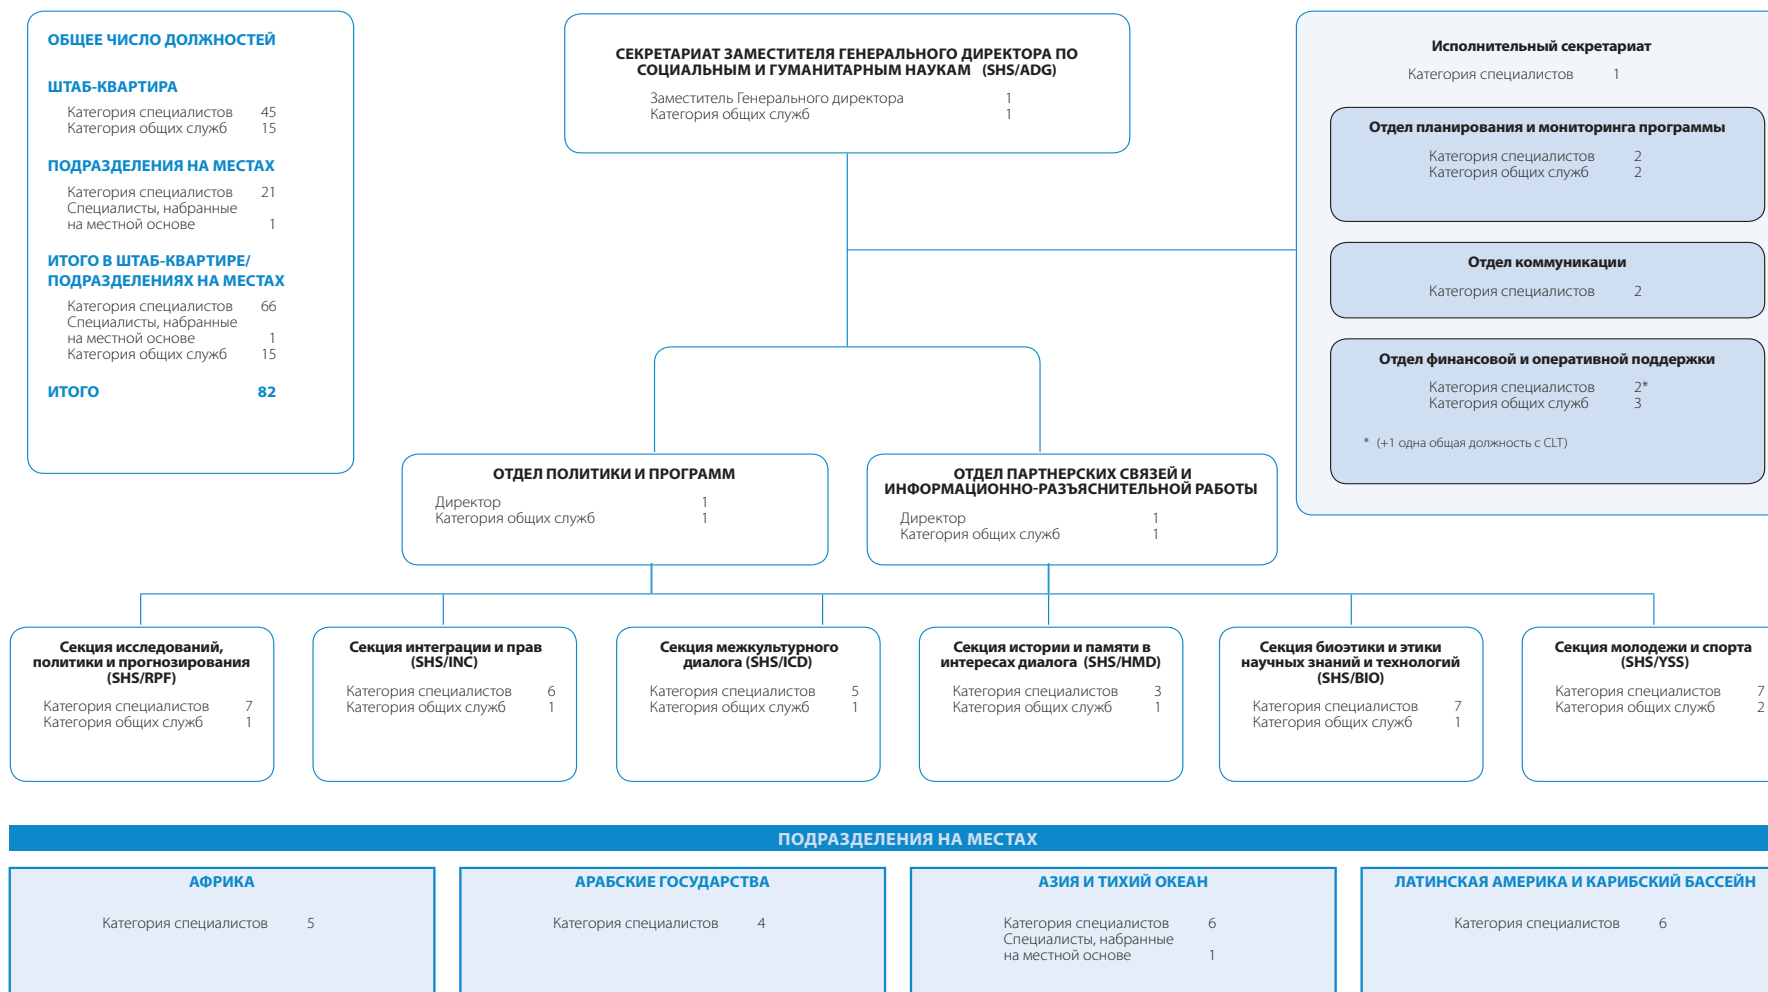 ОБЩЕЕ ЧИСЛО ДОЛЖНОСТЕЙ
ШТАБ-КВАРТИРА
Категория специалистов 45
Категория общих служб 15
ПОДРАЗДЕЛЕНИЯ НА МЕСТАХ
Категория специалистов 21
Специалисты, набранные
на местной основе 1
ИТОГО В ШТАБ-КВАРТИРЕ/
ПОДРАЗДЕЛЕНИЯХ НА МЕСТАХ
Категория специалистов 66
Специалисты, набранные
на местной основе 1
Категория общих служб 15
ИТОГО 82
СЕКРЕТАРИАТ ЗАМЕСТИТЕЛЯ ГЕНЕРАЛЬНОГО ДИРЕКТОРА ПО
СОЦИАЛЬНЫМ И ГУМАНИТАРНЫМ НАУКАМ (SHS/ADG)
Заместитель Генерального директора 1
Категория общих служб 1
Исполнительный секретариат
Категория специалистов 1
Отдел планирования и мониторинга программы
Категория специалистов 2
Категория общих служб 2
Отдел коммуникации
Категория специалистов 2
Отдел финансовой и оперативной поддержки
Категория специалистов 2*
Категория общих служб 3
* (+1 одна общая должность с CLT)
ОТДЕЛ ПОЛИТИКИ И ПРОГРАММ
Директор 1
Категория общих служб 1
ОТДЕЛ ПАРТНЕРСКИХ СВЯЗЕЙ И
ИНФОРМАЦИОННО-РАЗЪЯСНИТЕЛЬНОЙ РАБОТЫ
Директор 1
Категория общих служб 1
Секция исследований,
политики и прогнозирования
(SHS/RPF)
Категория специалистов 7
Категория общих служб 1
Секция интеграции и прав
(SHS/INC)
Категория специалистов 6
Категория общих служб 1
Секция межкультурного
диалога (SHS/ICD)
Категория специалистов 5
Категория общих служб 1
Секция истории и памяти в
интересах диалога (SHS/HMD)
Категория специалистов 3
Категория общих служб 1
Секция биоэтики и этики
научных знаний и технологий
(SHS/BIO)
Категория специалистов 7
Категория общих служб 1
Секция молодежи и спорта
(SHS/YSS)
Категория специалистов 7
Категория общих служб 2
ПОДРАЗДЕЛЕНИЯ НА МЕСТАХ
АФРИКА
Категория специалистов 5
АРАБСКИЕ ГОСУДАРСТВА
Категория специалистов 4
АЗИЯ И ТИХИЙ ОКЕАН
Категория специалистов 6
Специалисты, набранные
на местной основе 1
ЛАТИНСКАЯ АМЕРИКА И КАРИБСКИЙ БАССЕЙН
Категория специалистов 6